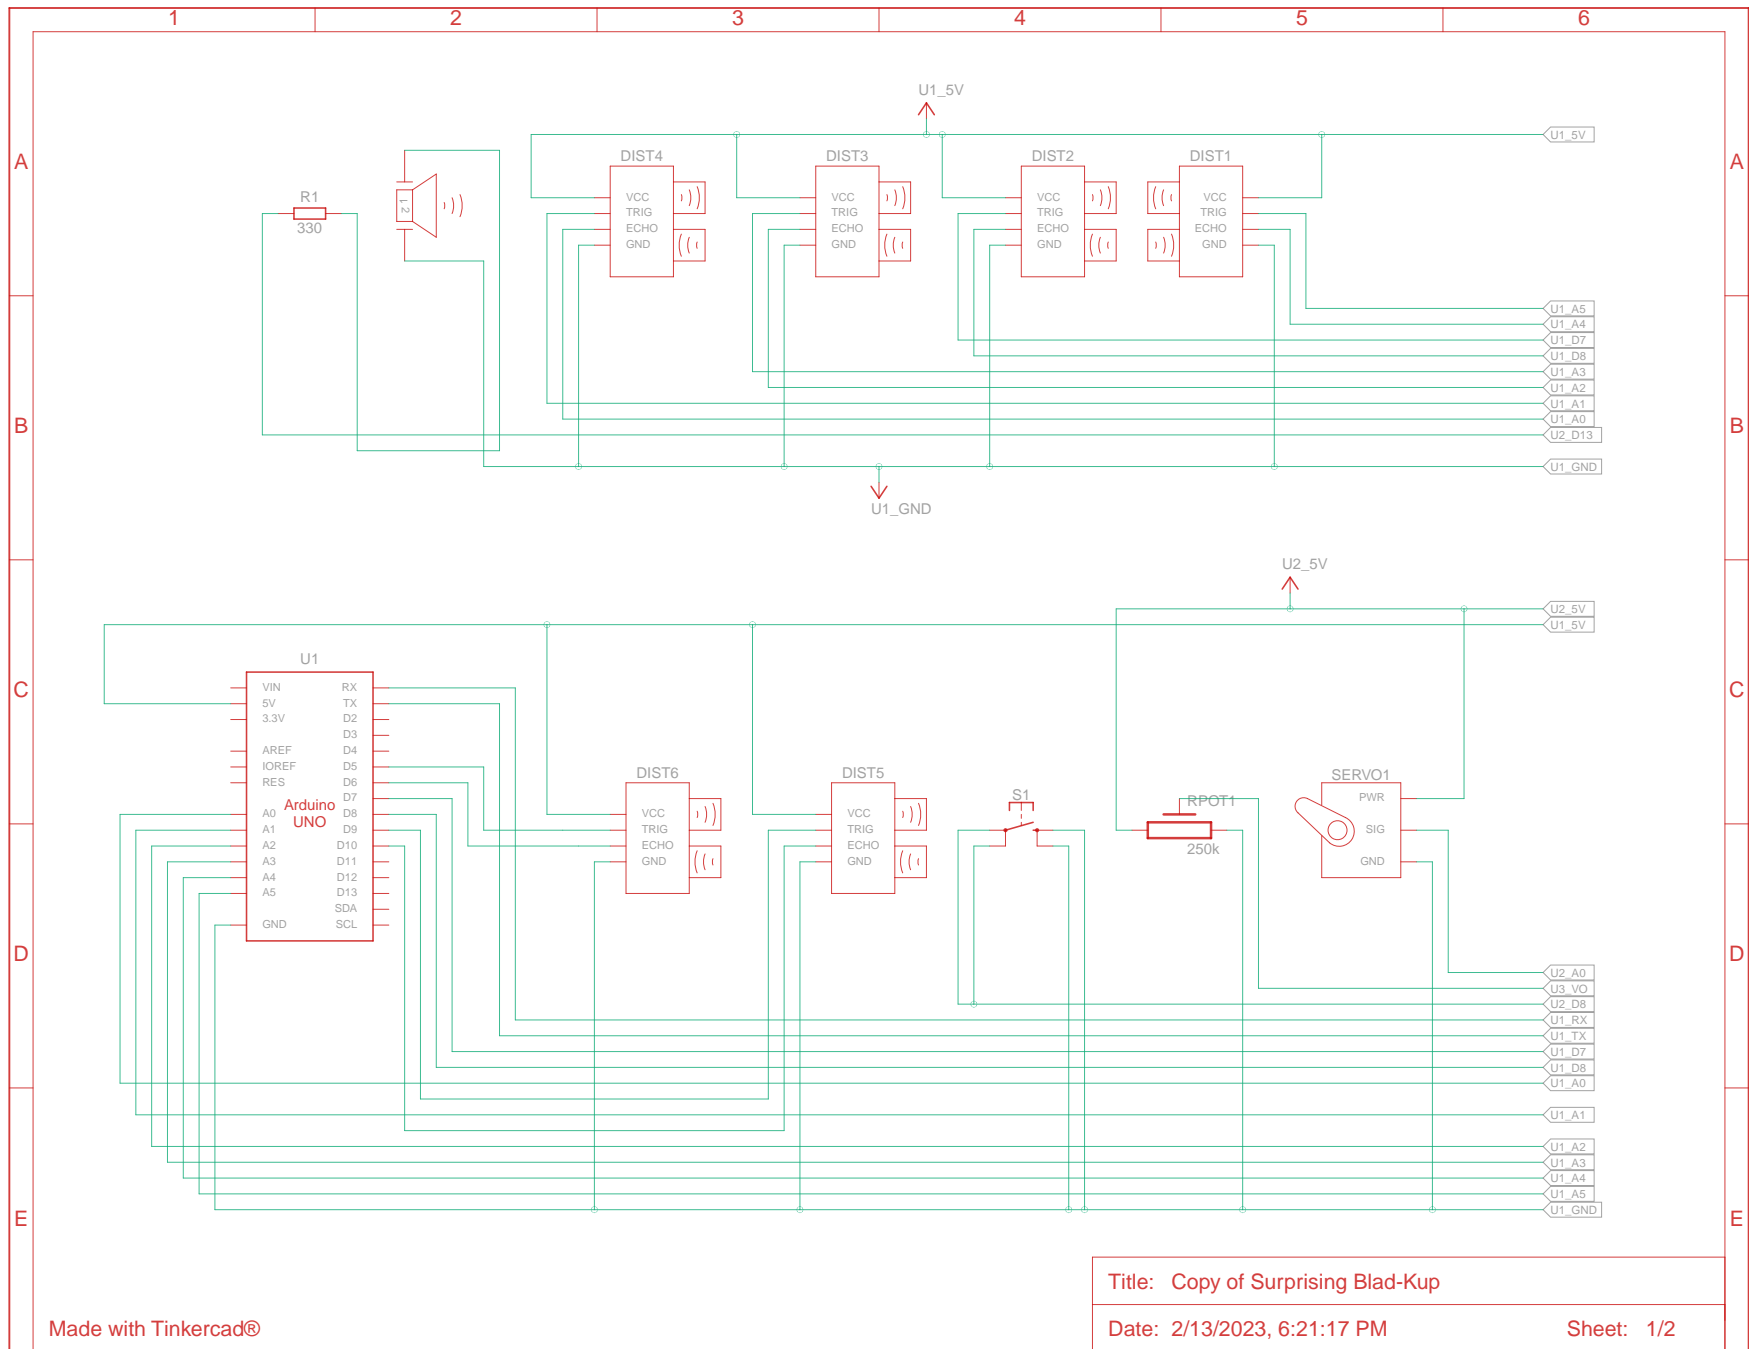 1 2 3 4 5 6
A A
B B
C C
D D
E E
U1_5V
U1_5V
R1
330
1 2
DIST4
VCC
TRIG
ECHO
GND
DIST3
VCC
TRIG
ECHO
GND
DIST2
VCC
TRIG
ECHO
GND
DIST1
VCC
TRIG
ECHO
GND
U1_A5
U1_A4
U1_D7
U1_D8
U1_A3
U1_A2
U1_A1
U1_A0
U2_D13
U1_GND
U1_GND
U2_5V
U2_5V
U1_5V
U1
VIN RX
5V TX
3.3V D2
D3
AREF D4
IOREF D5
RES D6
D7
Arduino
UNO
A0 D8
A1 D9
A2 D10
A3 D11
A4 D12
A5 D13
SDA
GND SCL
DIST6
VCC
TRIG
ECHO
GND
DIST5
VCC
TRIG
ECHO
GND
S1
RPOT1
250k
SERVO1
PWR
SIG
GND
U2_A0
U3_VO
U2_D8
U1_RX
U1_TX
U1_D7
U1_D8
U1_A0
U1_A1
U1_A2
U1_A3
U1_A4
U1_A5
U1_GND
Title: Copy of Surprising Blad-Kup
Made with Tinkercad®
Date: 2/13/2023, 6:21:17 PM Sheet: 1/2